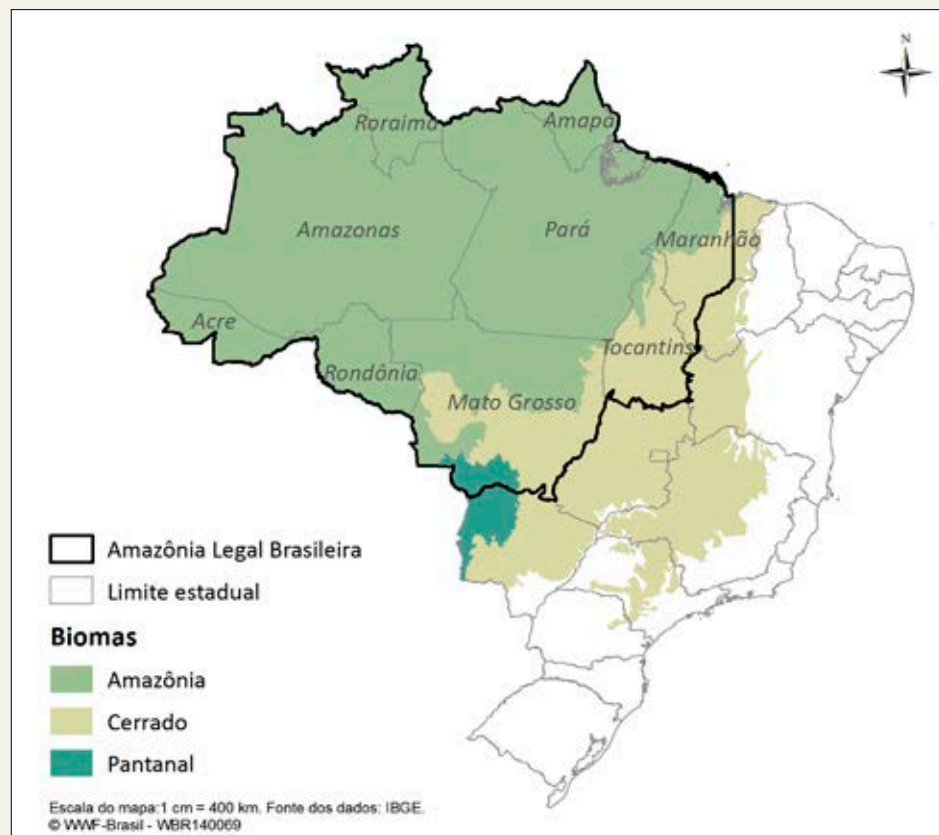 N
Roraima
Amapá
Amazonas
Pará
Maranhão
Acre
Tocantins
Rondônia
Mato Grosso
Amazônia Legal Brasileira
Limite estadual
Biomas
Amazônia
Cerrado
Pantanal
Escala do mapa:1 cm = 400 km. Fonte dos dados: IBGE.
© WWF-Brasil - WBR140069